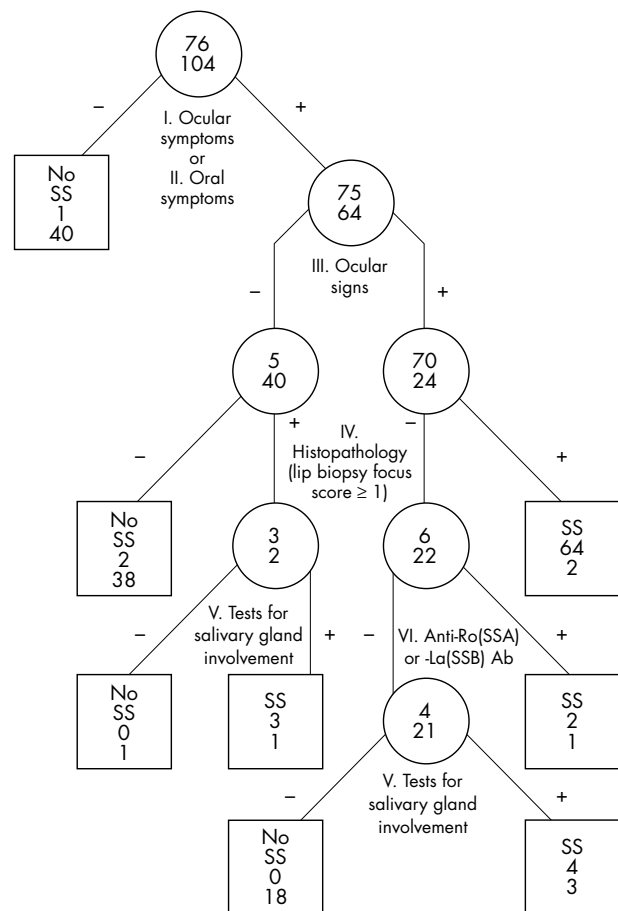 76
104
−
+
I. Ocular
symptoms
or
II. Oral
symptoms
No
SS
1
40
75
64
III. Ocular
signs
−
+
5
40
70
24
−
+
IV.
Histopathology
(lip biopsy focus
score ≥ 1)
−
+
No
SS
2
38
3
2
6
22
SS
64
2
−
V. Tests for
salivary gland
involvement
+
−
VI. Anti-Ro(SSA)
or -La(SSB) Ab
+
No
SS
0
1
SS
3
1
4
21
SS
2
1
−
V. Tests for
salivary gland
involvement
+
No
SS
0
18
SS
4
3